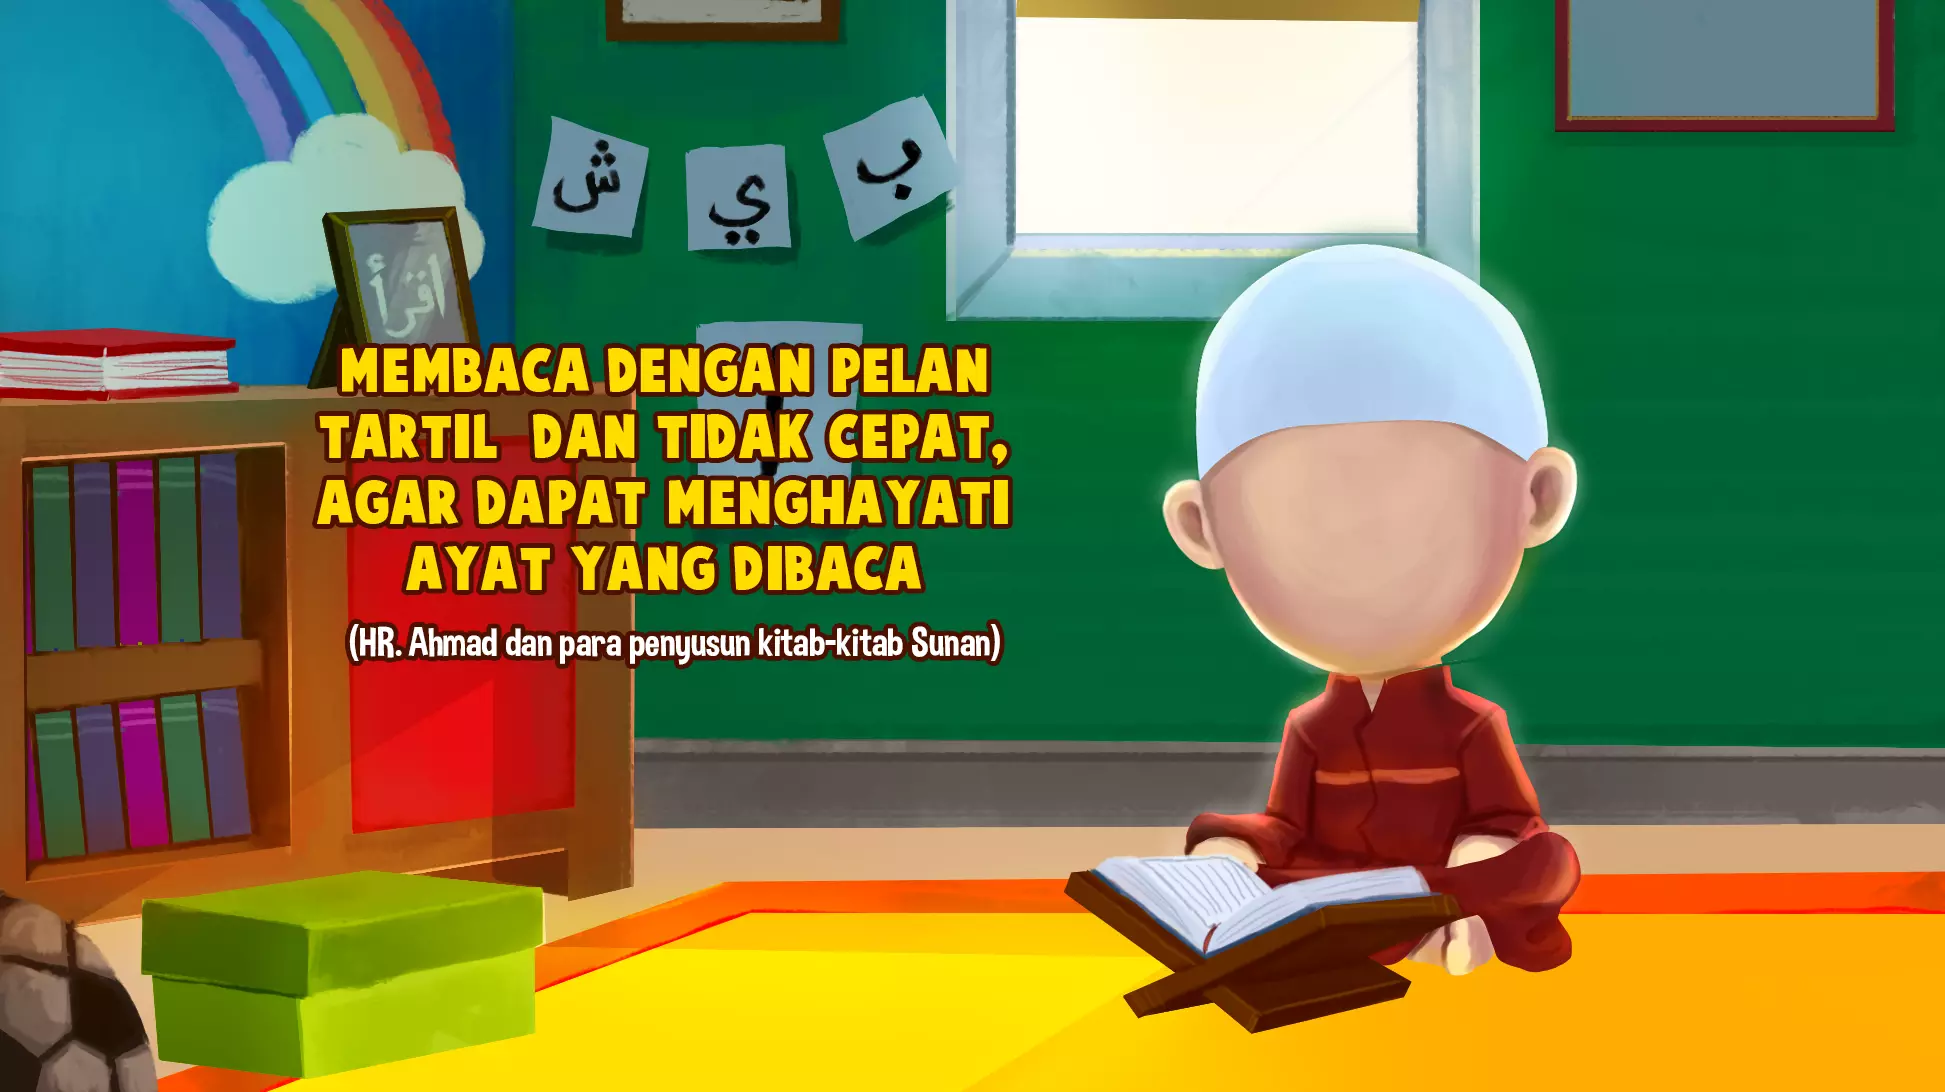 ش
ي
ب
اقرأ
MEMBACA DENGAN PELAN
TARTIL DAN TIDAK CEPAT,
AGAR DAPAT MENGHAYATI
AYAT YANG DIBACA
(HR. Ahmad dan para penyusun kitab-kitab Sunan)